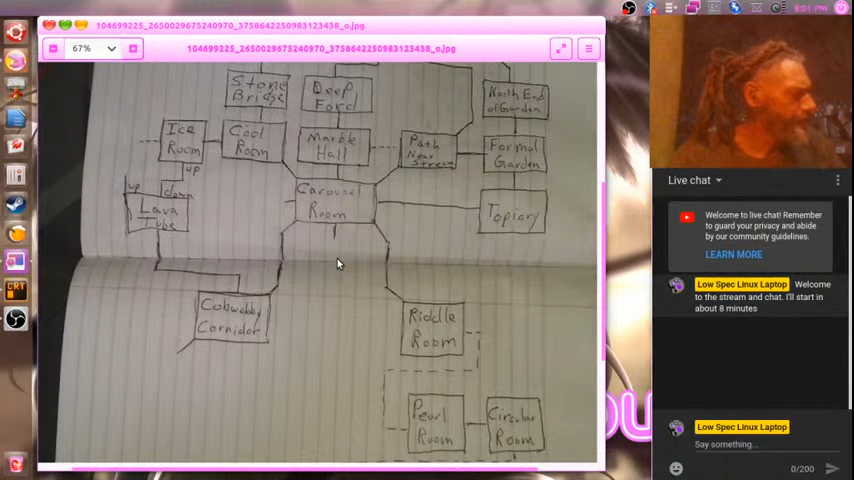 104699225_2650029675240970_3758642250983123438_o.jpg
8:01 PM
67%
104699225_2650029675240970_3758642250983123438_o.jpg
Stone
Bridge
Deep
Ford
North End
of Garden
Ice
Room
Cool
Room
Marble
Hall
Path
Near
Stream
Formal
Garden
up
up
down
Lava
Tube
Carousel
Room
Topiary
Cobwebby
Corridor
Riddle
Room
Pearl
Room
Circular
Room
CRT
Live chat
Welcome to live chat! Remember
to guard your privacy and abide
by our community guidelines.
LEARN MORE
Low Spec Linux Laptop Welcome
to the stream and chat. I'll start in
about 8 minutes
Low Spec Linux Laptop
Say something...
0/200